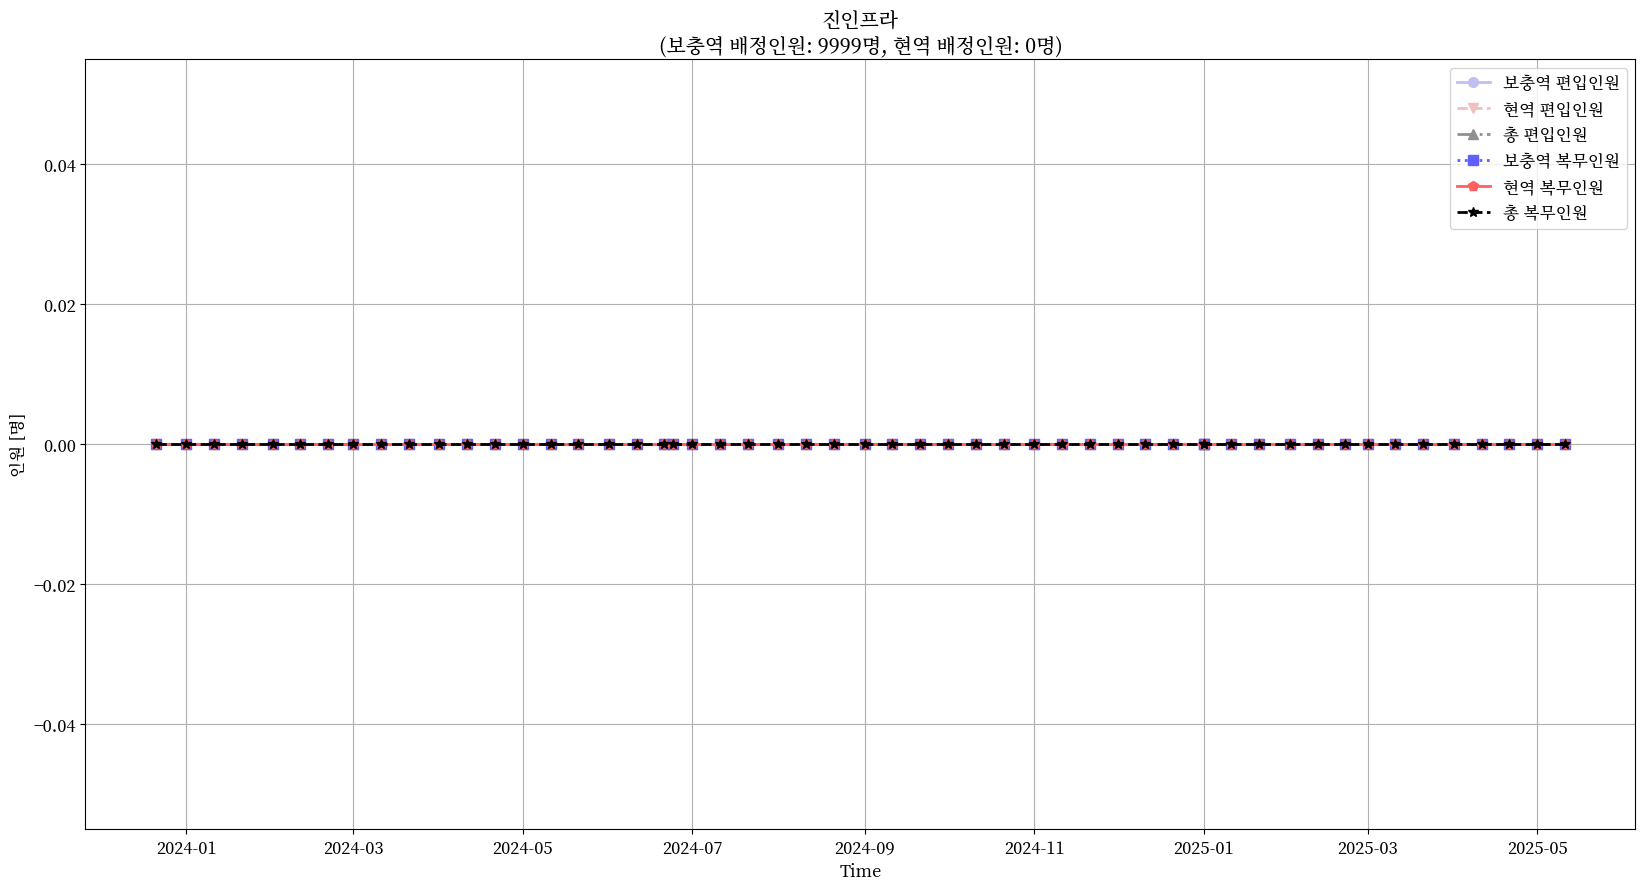 진인프라
(보충역 배정인원: 9999명, 현역 배정인원: 0명)
보충역 편입인원
현역 편입인원
총 편입인원
보충역 복무인원
현역 복무인원
총 복무인원
인원 [명]
0.04
0.02
0.00
−0.02
−0.04
2024-01 2024-03 2024-05 2024-07 2024-09 2024-11 2025-01 2025-03 2025-05
Time